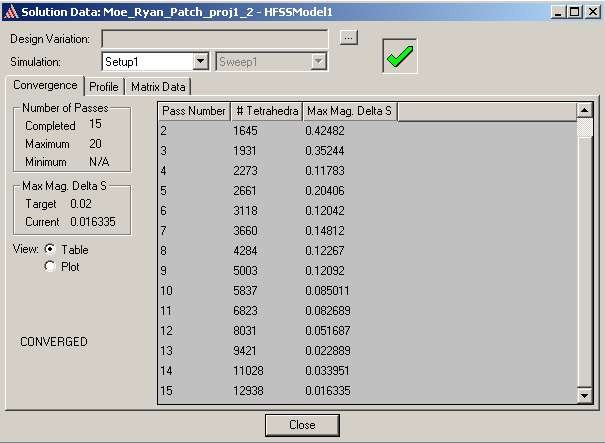 Solution Data: Moe_Ryan_Patch_proj1_2 - HFSSModel1
Design Variation: ...
Simulation: Setup1 Sweep1
Convergence Profile Matrix Data
Number of Passes
Completed 15
Maximum 20
Minimum N/A
Max Mag. Delta S
Target 0.02
Current 0.016335
View: Table
Plot
CONVERGED
Pass Number # Tetrahedra Max Mag. Delta S
2 1645 0.42482
3 1931 0.35244
4 2273 0.11783
5 2661 0.20406
6 3118 0.12042
7 3660 0.14812
8 4284 0.12267
9 5003 0.12092
10 5837 0.085011
11 6823 0.082689
12 8031 0.051687
13 9421 0.022889
14 11028 0.033951
15 12938 0.016335
Close